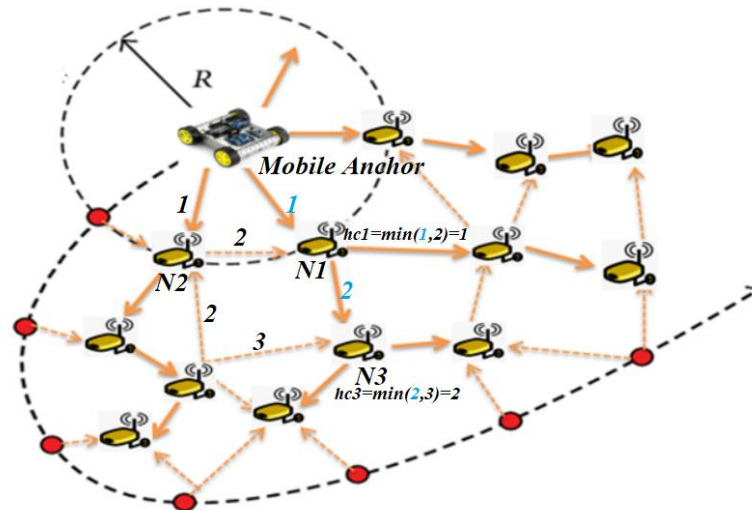 R
Mobile Anchor
1
1
2
hc1=min(1,2)=1
N2
N1
2
2
3
N3
hc3=min(2,3)=2